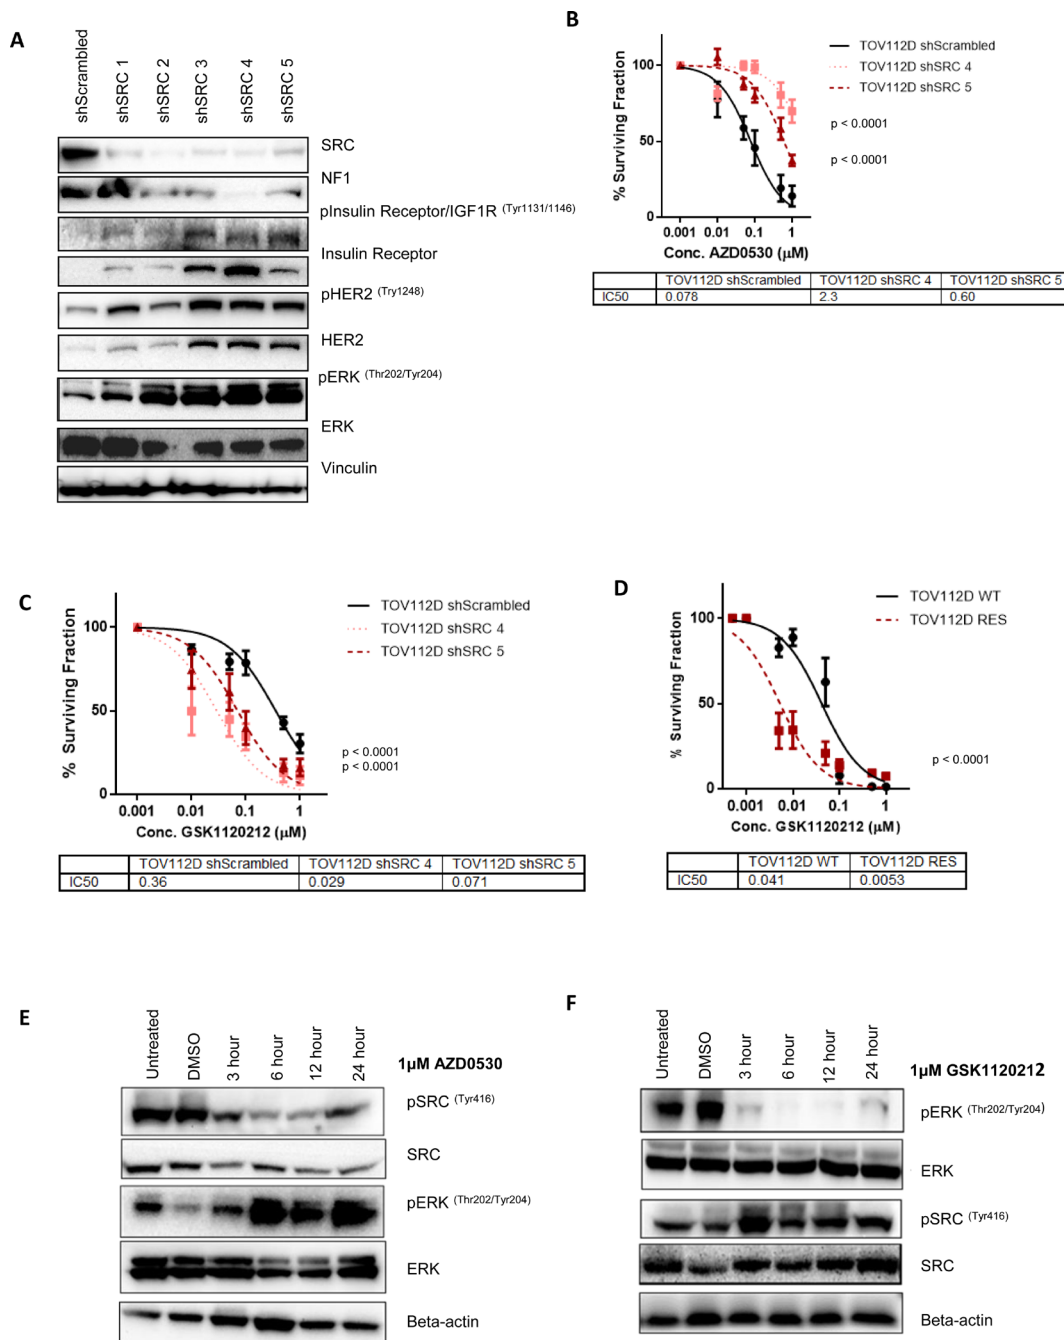 A
shScrambled
shSRC 1
shSRC 2
shSRC 3
shSRC 4
shSRC 5
SRC
NF1
pInsulin Receptor/IGF1R (Tyr1131/1146)
Insulin Receptor
pHER2 (Try1248)
HER2
pERK (Thr202/Tyr204)
ERK
Vinculin
B
TOV112D shScrambled
TOV112D shSRC 4
TOV112D shSRC 5
p < 0.0001
p < 0.0001
% Surviving Fraction
100
50
0
0.001 0.01 0.1 1
Conc. AZD0530 (μM)
TOV112D shScrambled TOV112D shSRC 4 TOV112D shSRC 5
IC50 0.078 2.3 0.60
C
TOV112D shScrambled
TOV112D shSRC 4
TOV112D shSRC 5
p < 0.0001
p < 0.0001
% Surviving Fraction
100
50
0
0.001 0.01 0.1 1
Conc. GSK1120212 (μM)
TOV112D shScrambled TOV112D shSRC 4 TOV112D shSRC 5
IC50 0.36 0.029 0.071
D
TOV112D WT
TOV112D RES
p < 0.0001
% Surviving Fraction
100
50
0
0.001 0.01 0.1 1
Conc. GSK1120212 (μM)
TOV112D WT TOV112D RES
IC50 0.041 0.0053
E
Untreated
DMSO
3 hour
6 hour
12 hour
24 hour
1μM AZD0530
pSRC (Tyr416)
SRC
pERK (Thr202/Tyr204)
ERK
Beta-actin
F
Untreated
DMSO
3 hour
6 hour
12 hour
24 hour
1μM GSK1120212
pERK (Thr202/Tyr204)
ERK
pSRC (Tyr416)
SRC
Beta-actin